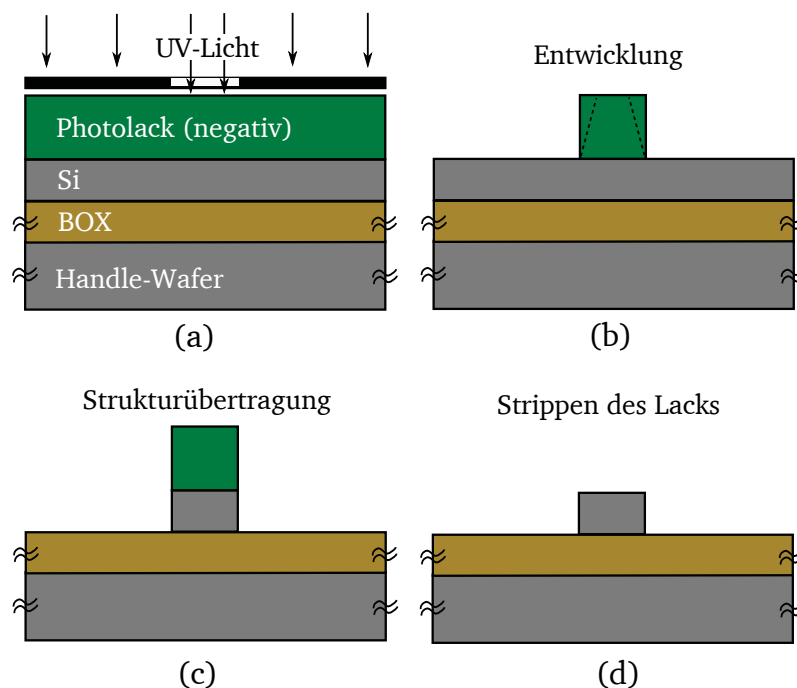 UV-Licht
Photolack (negativ)
Si
BOX
Handle-Wafer
(a)
Entwicklung
(b)
Strukturübertragung
(c)
Strippen des Lacks
(d)